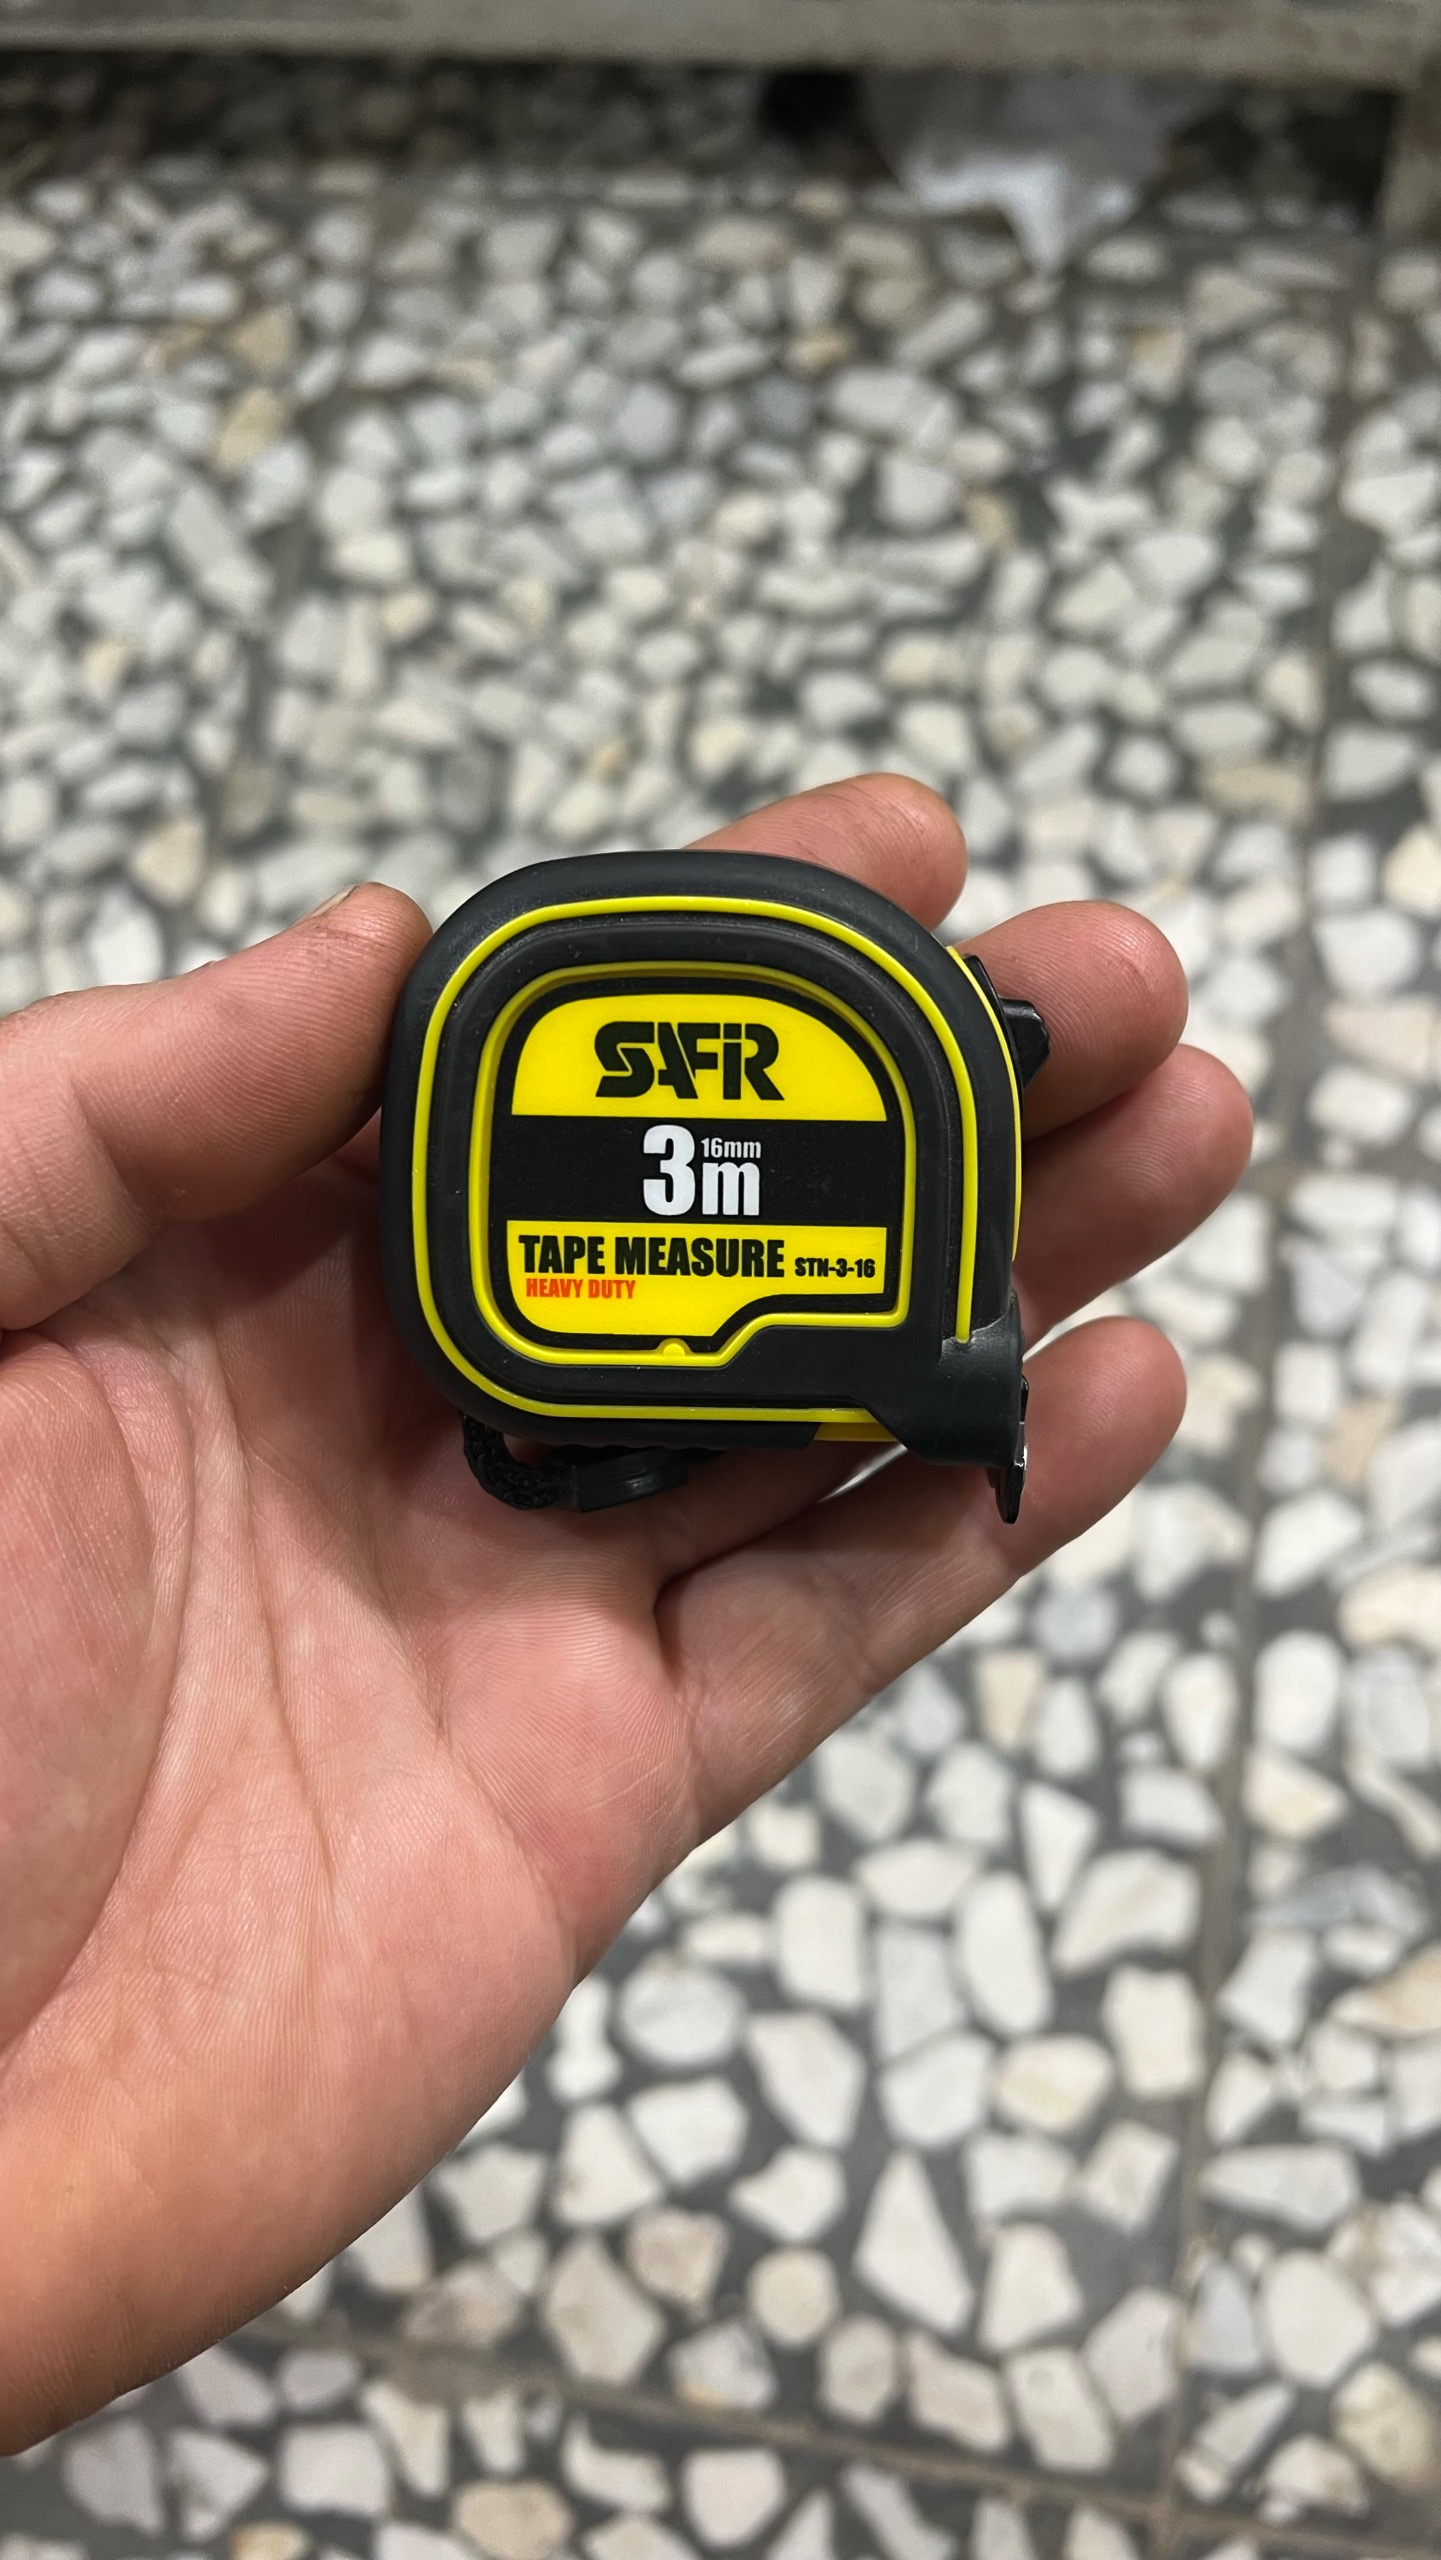 SAFIR
3m 16mm
TAPE MEASURE STN-3-16
HEAVY DUTY